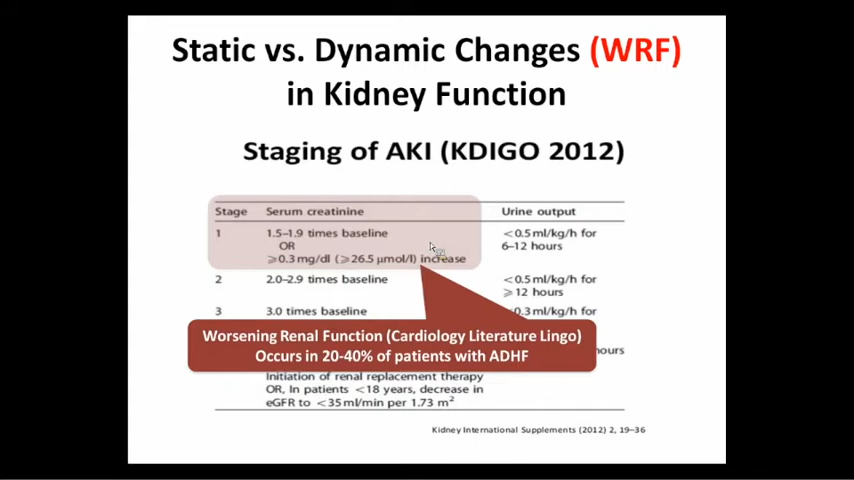 Static vs. Dynamic Changes (WRF)
in Kidney Function
Staging of AKI (KDIGO 2012)
Stage Serum creatinine Urine output
1 1.5–1.9 times baseline <0.5 ml/kg/h for
OR 6–12 hours
⩾0.3 mg/dl (⩾26.5 μmol/l) increase
2 2.0–2.9 times baseline <0.5 ml/kg/h for
⩾12 hours
3 3.0 times baseline <0.3 ml/kg/h for
Worsening Renal Function (Cardiology Literature Lingo)
Occurs in 20-40% of patients with ADHF
hours
Initiation of renal replacement therapy
OR, In patients <18 years, decrease in
eGFR to <35 ml/min per 1.73 m²
Kidney International Supplements (2012) 2, 19–36